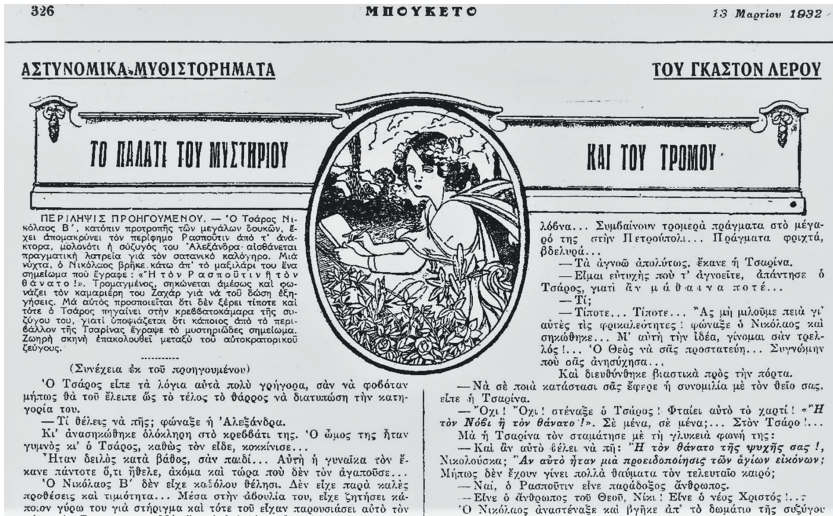 326
ΜΠΟΥΚΕΤΟ
13 Μαρτίου 1932
ΑΣΤΥΝΟΜΙΚΑ ΜΥΘΙΣΤΟΡΗΜΑΤΑ
ΤΟΥ ΓΚΑΣΤΟΝ ΛΕΡΟΥ
ΤΟ ΠΑΛΑΤΙ ΤΟΥ ΜΥΣΤΗΡΙΟΥ
ΚΑΙ ΤΟΥ ΤΡΟΜΟΥ
ΠΕΡΙΛΗΨΙΣ ΠΡΟΗΓΟΥΜΕΝΟΥ. — Ὁ Τσάρος Νι-
κόλαος Β΄, κατόπιν προτροπῆς τῶν μεγάλων δουκῶν, ἔ-
χει ἀπομακρύνει τὸν περίφημο Ρασπούτιν ἀπὸ τ' ἀνά-
κτορα, μολονότι ἡ σύζυγός του Ἀλεξάνδρα αἰσθάνεται
πραγματικὴ λατρεία γιὰ τὸν σατανικὸ καλόγηρο. Μιὰ
νύχτα, ὁ Νικόλαος βρῆκε κάτω ἀπ' τὸ μαξιλάρι του ἕνα
σημείωμα ποὺ ἔγραφε: «Ἢ τὸν Ρασποῦτιν ἢ τὸν
θάνατο!». Τρομαγμένος, σηκώνεται ἀμέσως καὶ φω-
νάζει τὸν καμαριέρη του Ζαχὰρ γιὰ νὰ τοῦ δώση ἐξη-
γήσεις. Μὰ αὐτὸς προσποιεῖται ὅτι δὲν ξέρει τίποτε καὶ
τότε ὁ Τσάρος πηγαίνει στὴν κρεββατοκάμαρα τῆς συ-
ζύγου του, γιατὶ ὑποψιάζεται ὅτι κάποιος ἀπὸ τὸ περι-
βάλλον τῆς Τσαρίνας ἔγραψε τὸ μυστηριῶδες σημείωμα.
Ζωηρὴ σκηνὴ ἐπακολουθεῖ μεταξὺ τοῦ αὐτοκρατορικοῦ
ζεύγους.
(Συνέχεια ἐκ τοῦ προηγουμένου)
Ὁ Τσάρος εἶπε τὰ λόγια αὐτὰ πολὺ γρήγορα, σὰν νὰ φοβόταν
μήπως θὰ τοῦ ἔλειπε ὣς τὸ τέλος τὸ θάρρος νὰ διατυπώση τὴν κατη-
γορία του.
— Τί θέλεις νὰ πῆς; φώναξε ἡ Ἀλεξάνδρα.
Κι' ἀνασηκώθηκε ὁλόκληρη στὸ κρεββάτι της. Ὁ ὦμος της ἦταν
γυμνὸς κι' ὁ Τσάρος, καθὼς τὸν εἶδε, κοκκίνισε...
Ἦταν δειλὸς κατὰ βάθος, σὰν παιδί... Αὐτὴ ἡ γυναῖκα τὸν ἔ-
κανε πάντοτε ὅ,τι ἤθελε, ἀκόμα καὶ τώρα ποὺ δὲν τὸν ἀγαποῦσε...
Ὁ Νικόλαος Β΄ δὲν εἶχε καθόλου θέλησι. Δὲν εἶχε παρὰ καλὲς
προθέσεις καὶ τιμιότητα... Μέσα στὴν ἀβουλία του, εἶχε ζητήσει κά-
ποιον γύρω του γιὰ στήριγμα καὶ τότε τοῦ εἶχαν παρουσιάσει αὐτὸ τὸν
λόβνα... Συμβαίνουν τρομερὰ πράγματα στὸ μέγα-
ρό της στὴν Πετρούπολι... Πράγματα φριχτά,
βδελυρά...
— Τὰ ἀγνοῶ ἀπολύτως, ἔκανε ἡ Τσαρίνα.
— Εἶμαι εὐτυχὴς ποὺ τ' ἀγνοεῖτε, ἀπάντησε ὁ
Τσάρος, γιατὶ ἂν μάθαινα ποτέ...
— Τί;
— Τίποτε... Τίποτε... Ἂς μὴ μιλοῦμε πειὰ γι'
αὐτὲς τὶς φρικαλεότητες! φώναξε ὁ Νικόλαος καὶ
σηκώθηκε... Μ' αὐτὴ τὴν ἰδέα, γίνομαι σὰν τρελ-
λός!... Ὁ Θεὸς νὰ σᾶς προστατεύη... Συγνώμην
ποὺ σᾶς ἀνησύχησα...
Καὶ διευθύνθηκε βιαστικὰ πρὸς τὴν πόρτα.
— Νὰ σὲ ποιὰ κατάστασι σᾶς ἔφερε ἡ συνομιλία μὲ τὸν θεῖο σας,
εἶπε ἡ Τσαρίνα.
— Ὄχι! Ὄχι! στέναξε ὁ Τσάρος! Φταίει αὐτὸ τὸ χαρτί! «Ἢ
τὸν Νόβι ἢ τὸν θάνατο!». Σὲ μένα, σὲ μένα;... Στὸν Τσάρο!...
Μὰ ἡ Τσαρίνα τὸν σταμάτησε μὲ τὴ γλυκειὰ φωνή της:
— Καὶ ἂν αὐτὸ θέλει νὰ πῆ: Ἢ τὸν θάνατο τῆς ψυχῆς σας!,
Νικολούσκα; Ἂν αὐτὸ ἦταν μιὰ προειδοποίησις τῶν ἁγίων εἰκόνων;
Μήπως δὲν ἔχουν γίνει πολλὰ θαύματα τὸν τελευταῖο καιρό;
— Ναί, ὁ Ρασπούτιν εἶνε παράδοξος ἄνθρωπος.
— Εἶνε ὁ ἄνθρωπος τοῦ Θεοῦ, Νίκι! Εἶνε ὁ νέος Χριστός!...
Ὁ Νικόλαος ἀναστέναξε καὶ βγῆκε ἀπ' τὸ δωμάτιο τῆς συζύγου